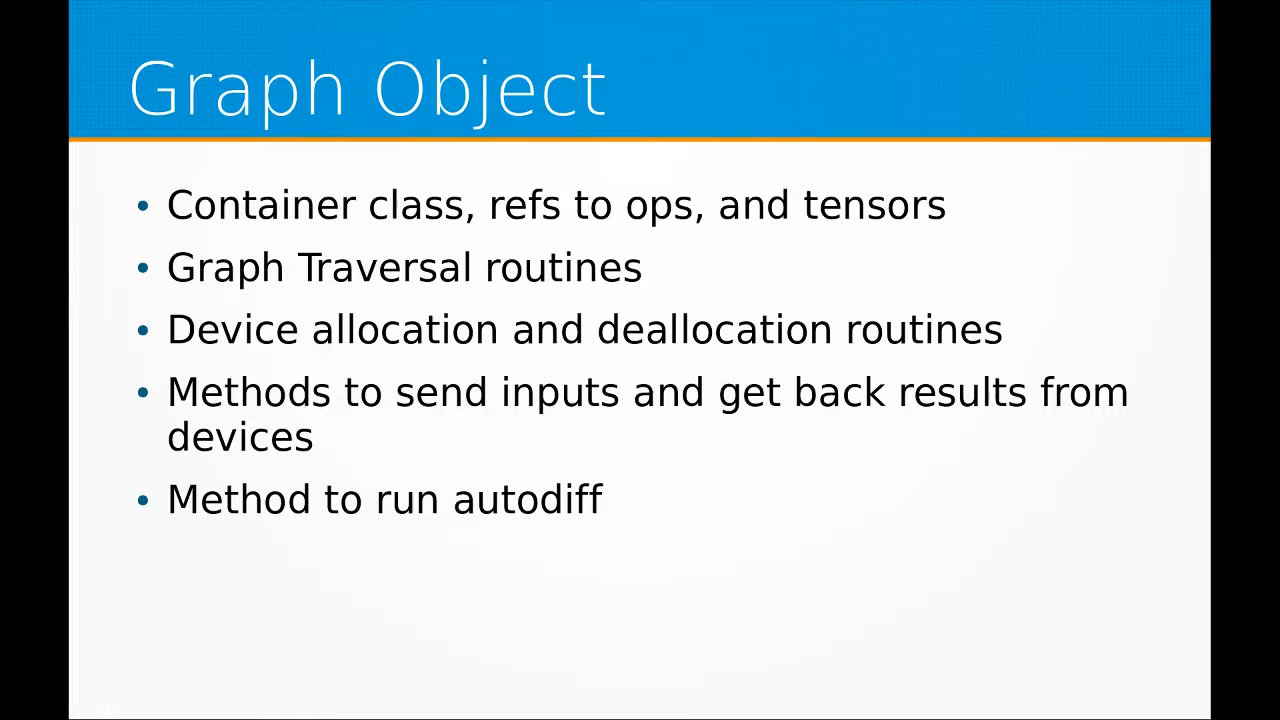 Graph Object
• Container class, refs to ops, and tensors
• Graph Traversal routines
• Device allocation and deallocation routines
• Methods to send inputs and get back results from
devices
• Method to run autodiff